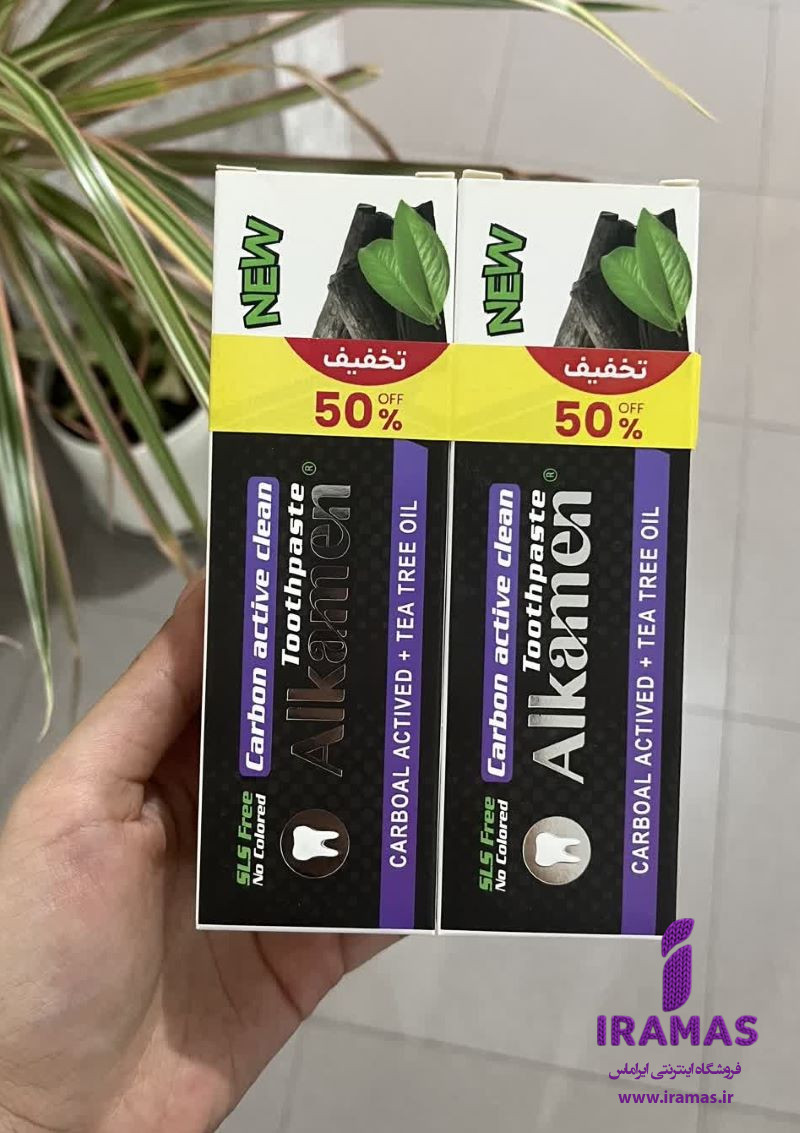 NEW
تخفیف
50% OFF
SLS Free
No Colored
Carbon active clean
Toothpaste
Alkamen®
CARBOAL ACTIVED + TEA TREE OIL
NEW
تخفیف
50% OFF
SLS Free
No Colored
Carbon active clean
Toothpaste
Alkamen®
CARBOAL ACTIVED + TEA TREE OIL
IRAMAS
فروشگاه اینترنتی ایراماس
www.iramas.ir